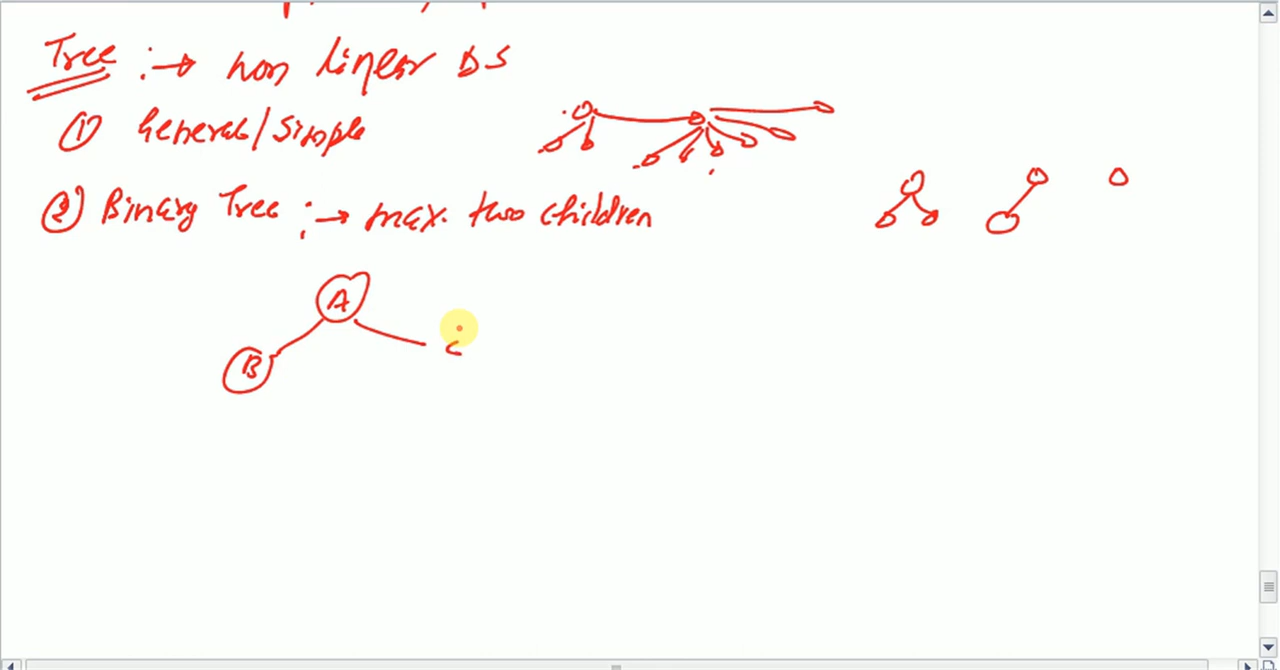 Tree :→ non linear DS
① General/Simple
② Binary Tree :→ max. two children
A
B